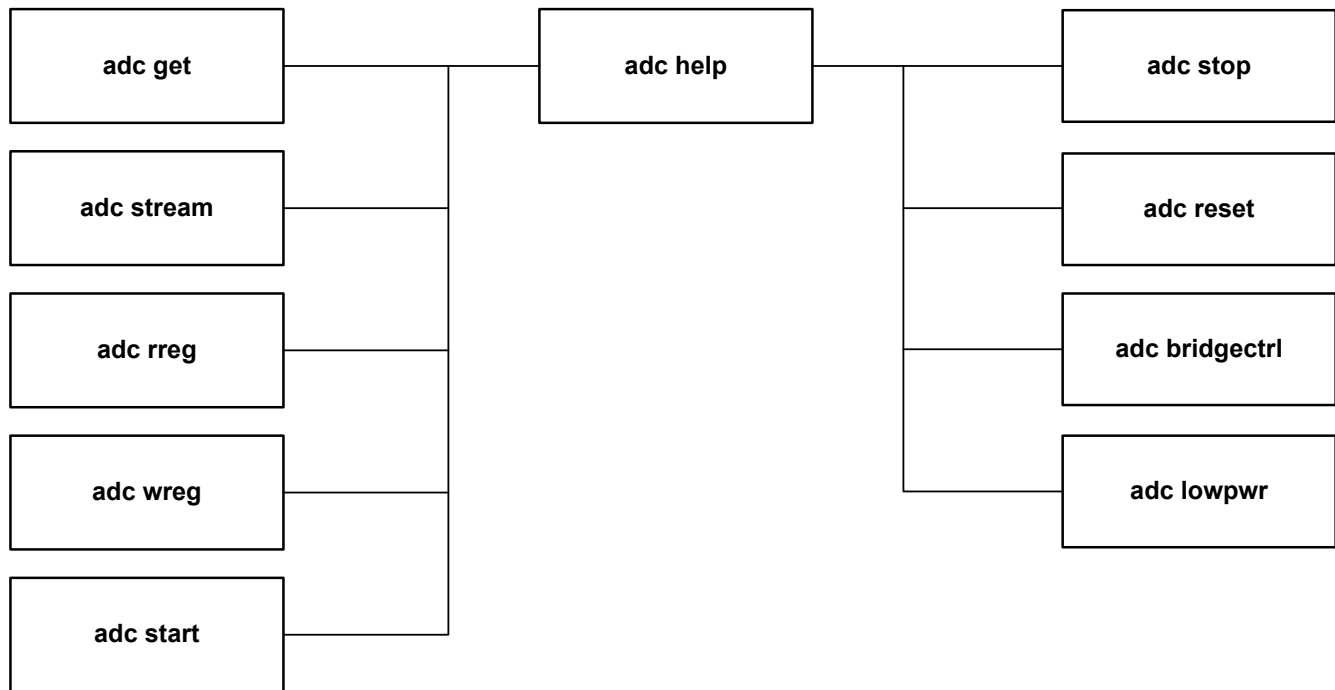 adc get
adc help
adc stop
adc stream
adc reset
adc rreg
adc bridgectrl
adc wreg
adc lowpwr
adc start